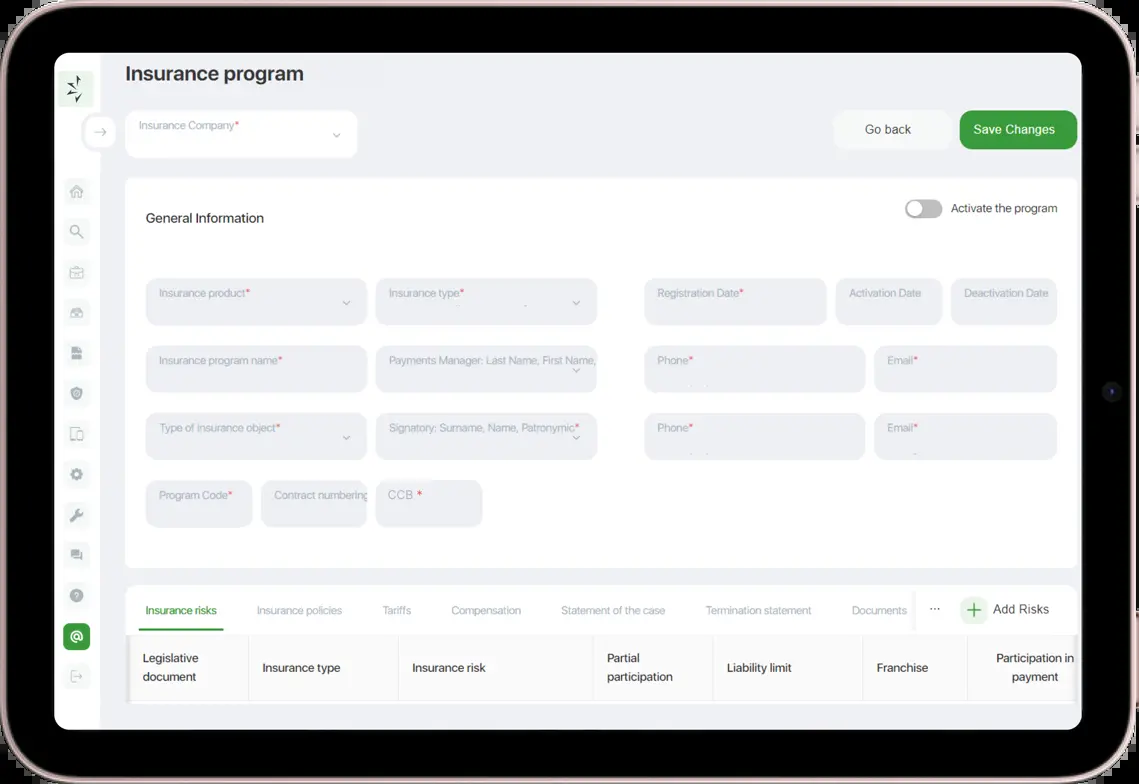 Insurance program
Insurance Company*
Go back
Save Changes
General Information
Activate the program
Insurance product*
Insurance type*
Registration Date*
Activation Date
Deactivation Date
Insurance program name*
Payments Manager: Last Name, First Name,
Phone*
Email*
Type of insurance object*
Signatory: Surname, Name, Patronymic*
Phone*
Email*
Program Code*
Contract numbering
CCB *
Insurance risks
Insurance policies
Tariffs
Compensation
Statement of the case
Termination statement
Documents
...
Add Risks
Legislative
document
Insurance type
Insurance risk
Partial
participation
Liability limit
Franchise
Participation in
payment